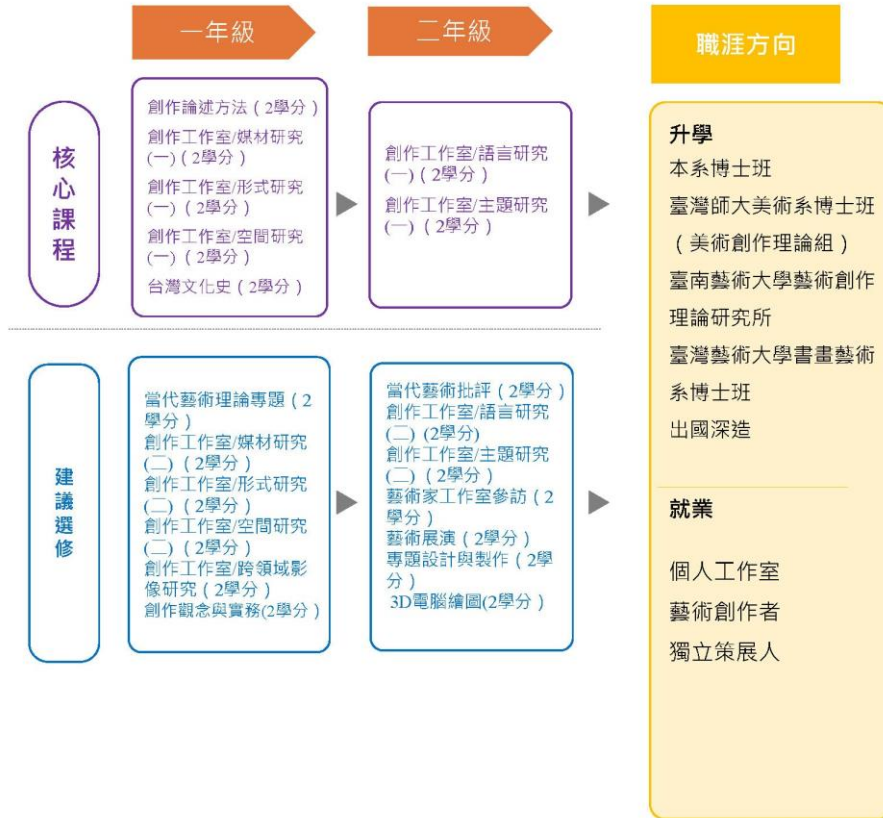 一年級
二年級
職涯方向
核心課程
創作論述方法（2學分）
創作工作室/媒材研究
(一)（2學分）
創作工作室/形式研究
(一)（2學分）
創作工作室/空間研究
(一)（2學分）
台灣文化史（2學分）
創作工作室/語言研究
(一)（2學分）
創作工作室/主題研究
(一)（2學分）
建議選修
當代藝術理論專題（2
學分）
創作工作室/媒材研究
(二)（2學分）
創作工作室/形式研究
(二)（2學分）
創作工作室/空間研究
(二)（2學分）
創作工作室/跨領域影
像研究（2學分）
創作觀念與實務(2學分）
當代藝術批評（2學分）
創作工作室/語言研究
(二) (2學分)
創作工作室/主題研究
(二)（2學分）
藝術家工作室參訪（2
學分）
藝術展演（2學分）
專題設計與製作（2學
分）
3D電腦繪圖(2學分）
升學
本系博士班
臺灣師大美術系博士班
（美術創作理論組）
臺南藝術大學藝術創作
理論研究所
臺灣藝術大學書畫藝術
系博士班
出國深造
就業
個人工作室
藝術創作者
獨立策展人